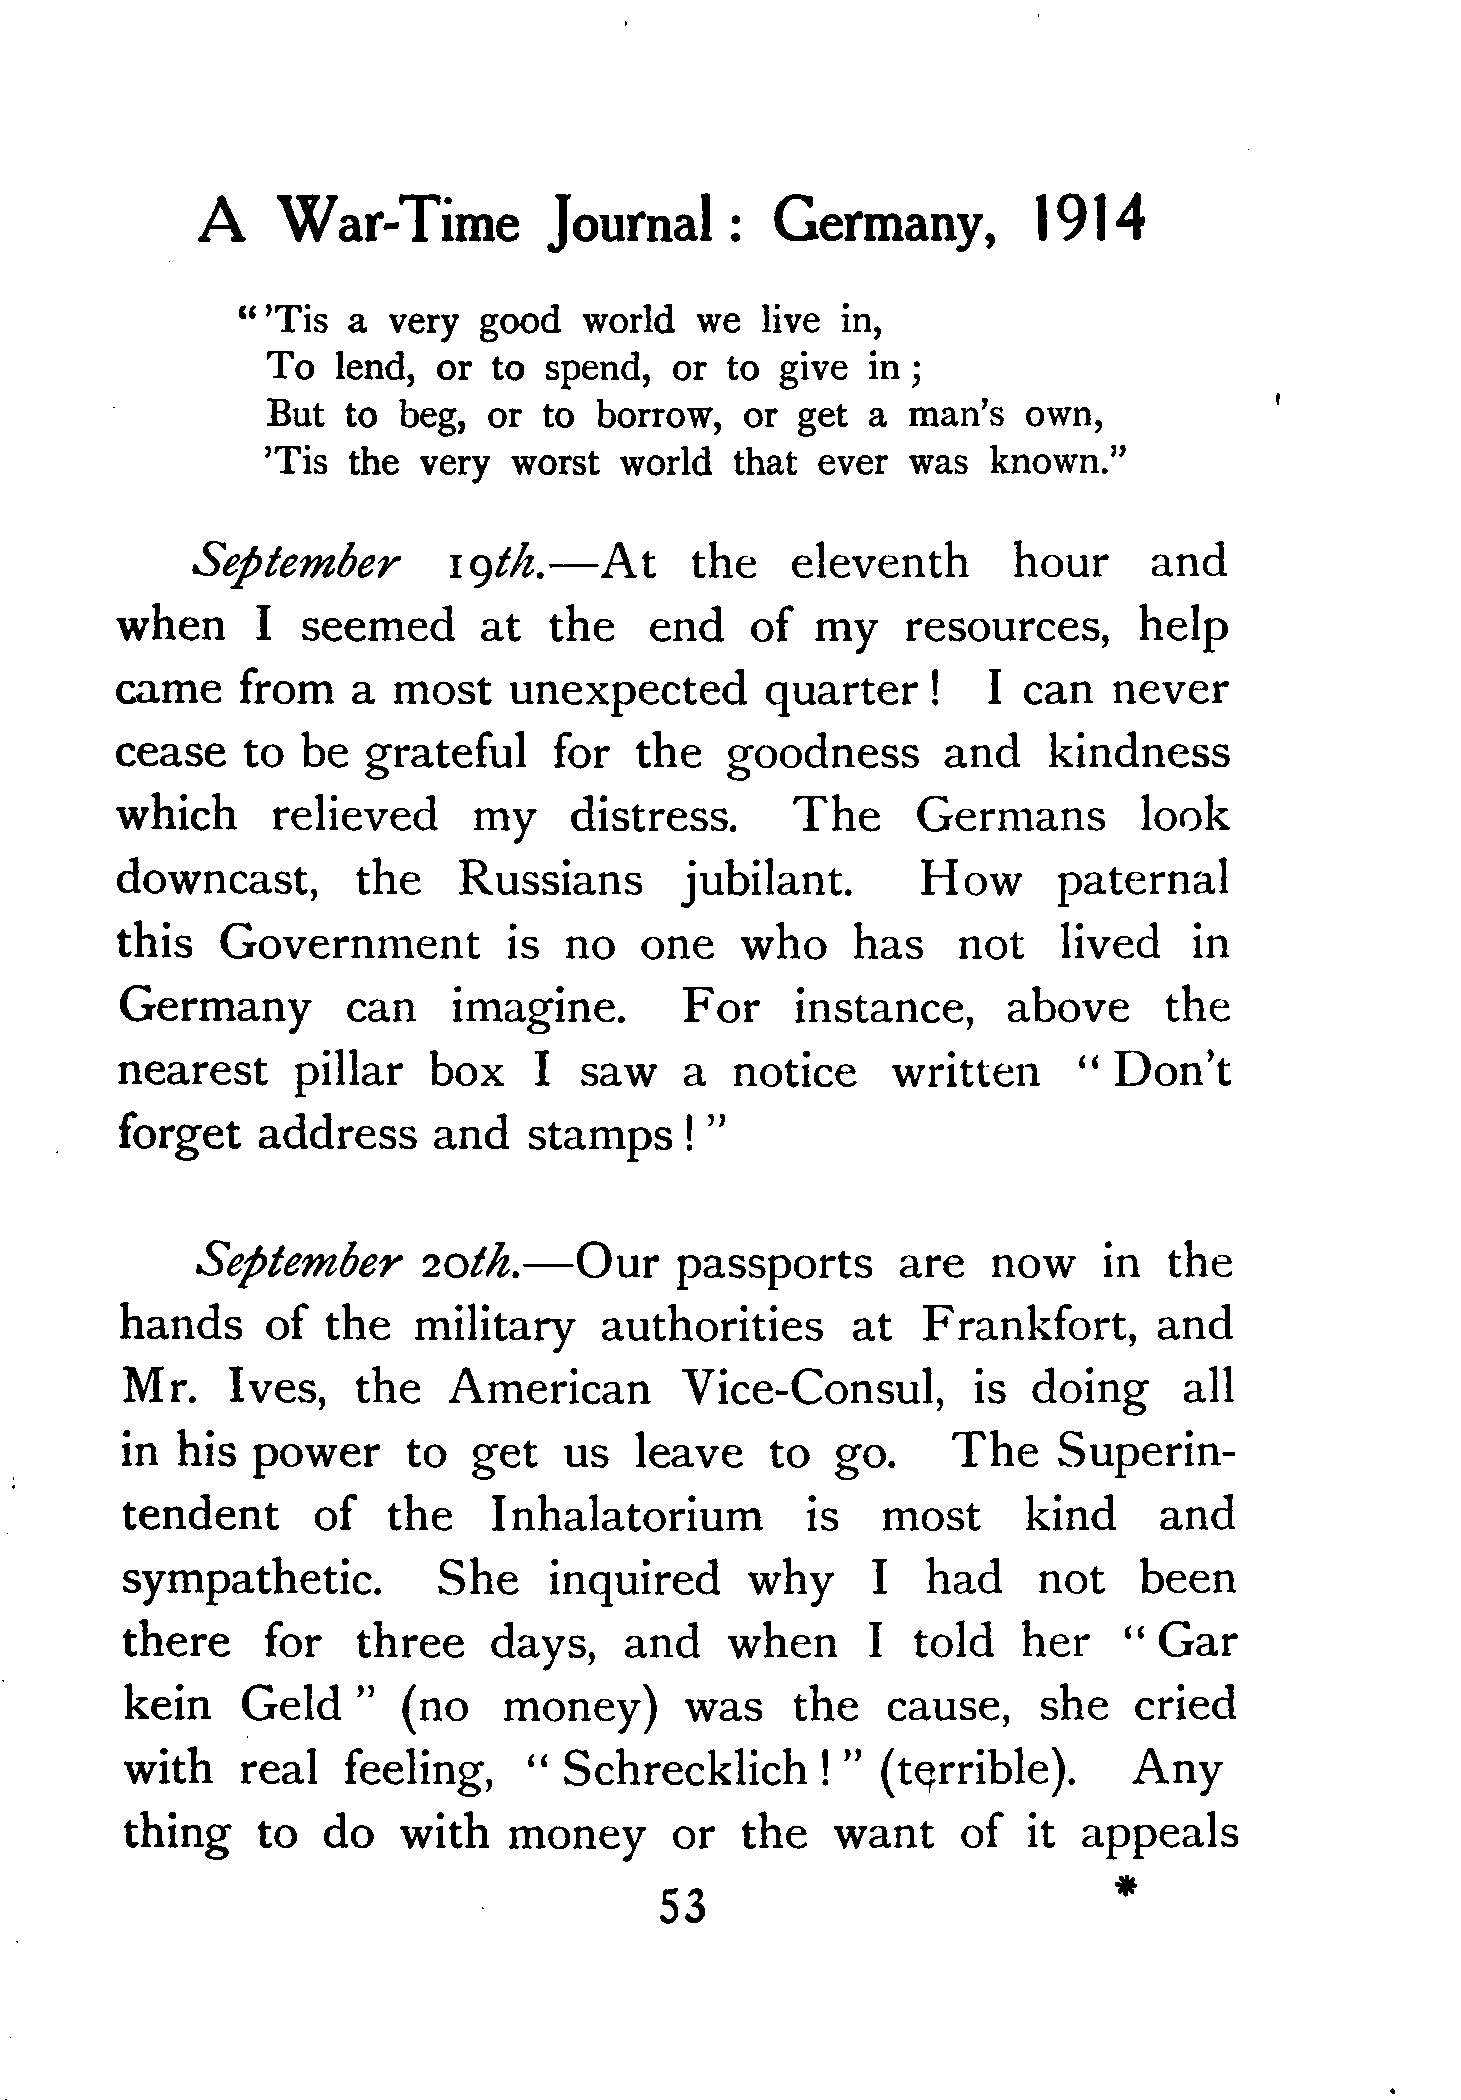 A War-Time Journal: Germany, 1914
“’Tis a very good world we live in,
To lend, or to spend, or to give in;
But to beg, or to borrow, or get a man’s own,
’Tis the very worst world that ever was known.”
September 19th.—At the eleventh hour and
when I seemed at the end of my resources, help
came from a most unexpected quarter! I can never
cease to be grateful for the goodness and kindness
which relieved my distress. The Germans look
downcast, the Russians jubilant. How paternal
this Government is no one who has not lived in
Germany can imagine. For instance, above the
nearest pillar box I saw a notice written “Don’t
forget address and stamps!”
September 20th.—Our passports are now in the
hands of the military authorities at Frankfort, and
Mr. Ives, the American Vice-Consul, is doing all
in his power to get us leave to go. The Superin-
tendent of the Inhalatorium is most kind and
sympathetic. She inquired why I had not been
there for three days, and when I told her “Gar
kein Geld” (no money) was the cause, she cried
with real feeling, “Schrecklich!” (terrible). Any
thing to do with money or the want of it appeals
53 *